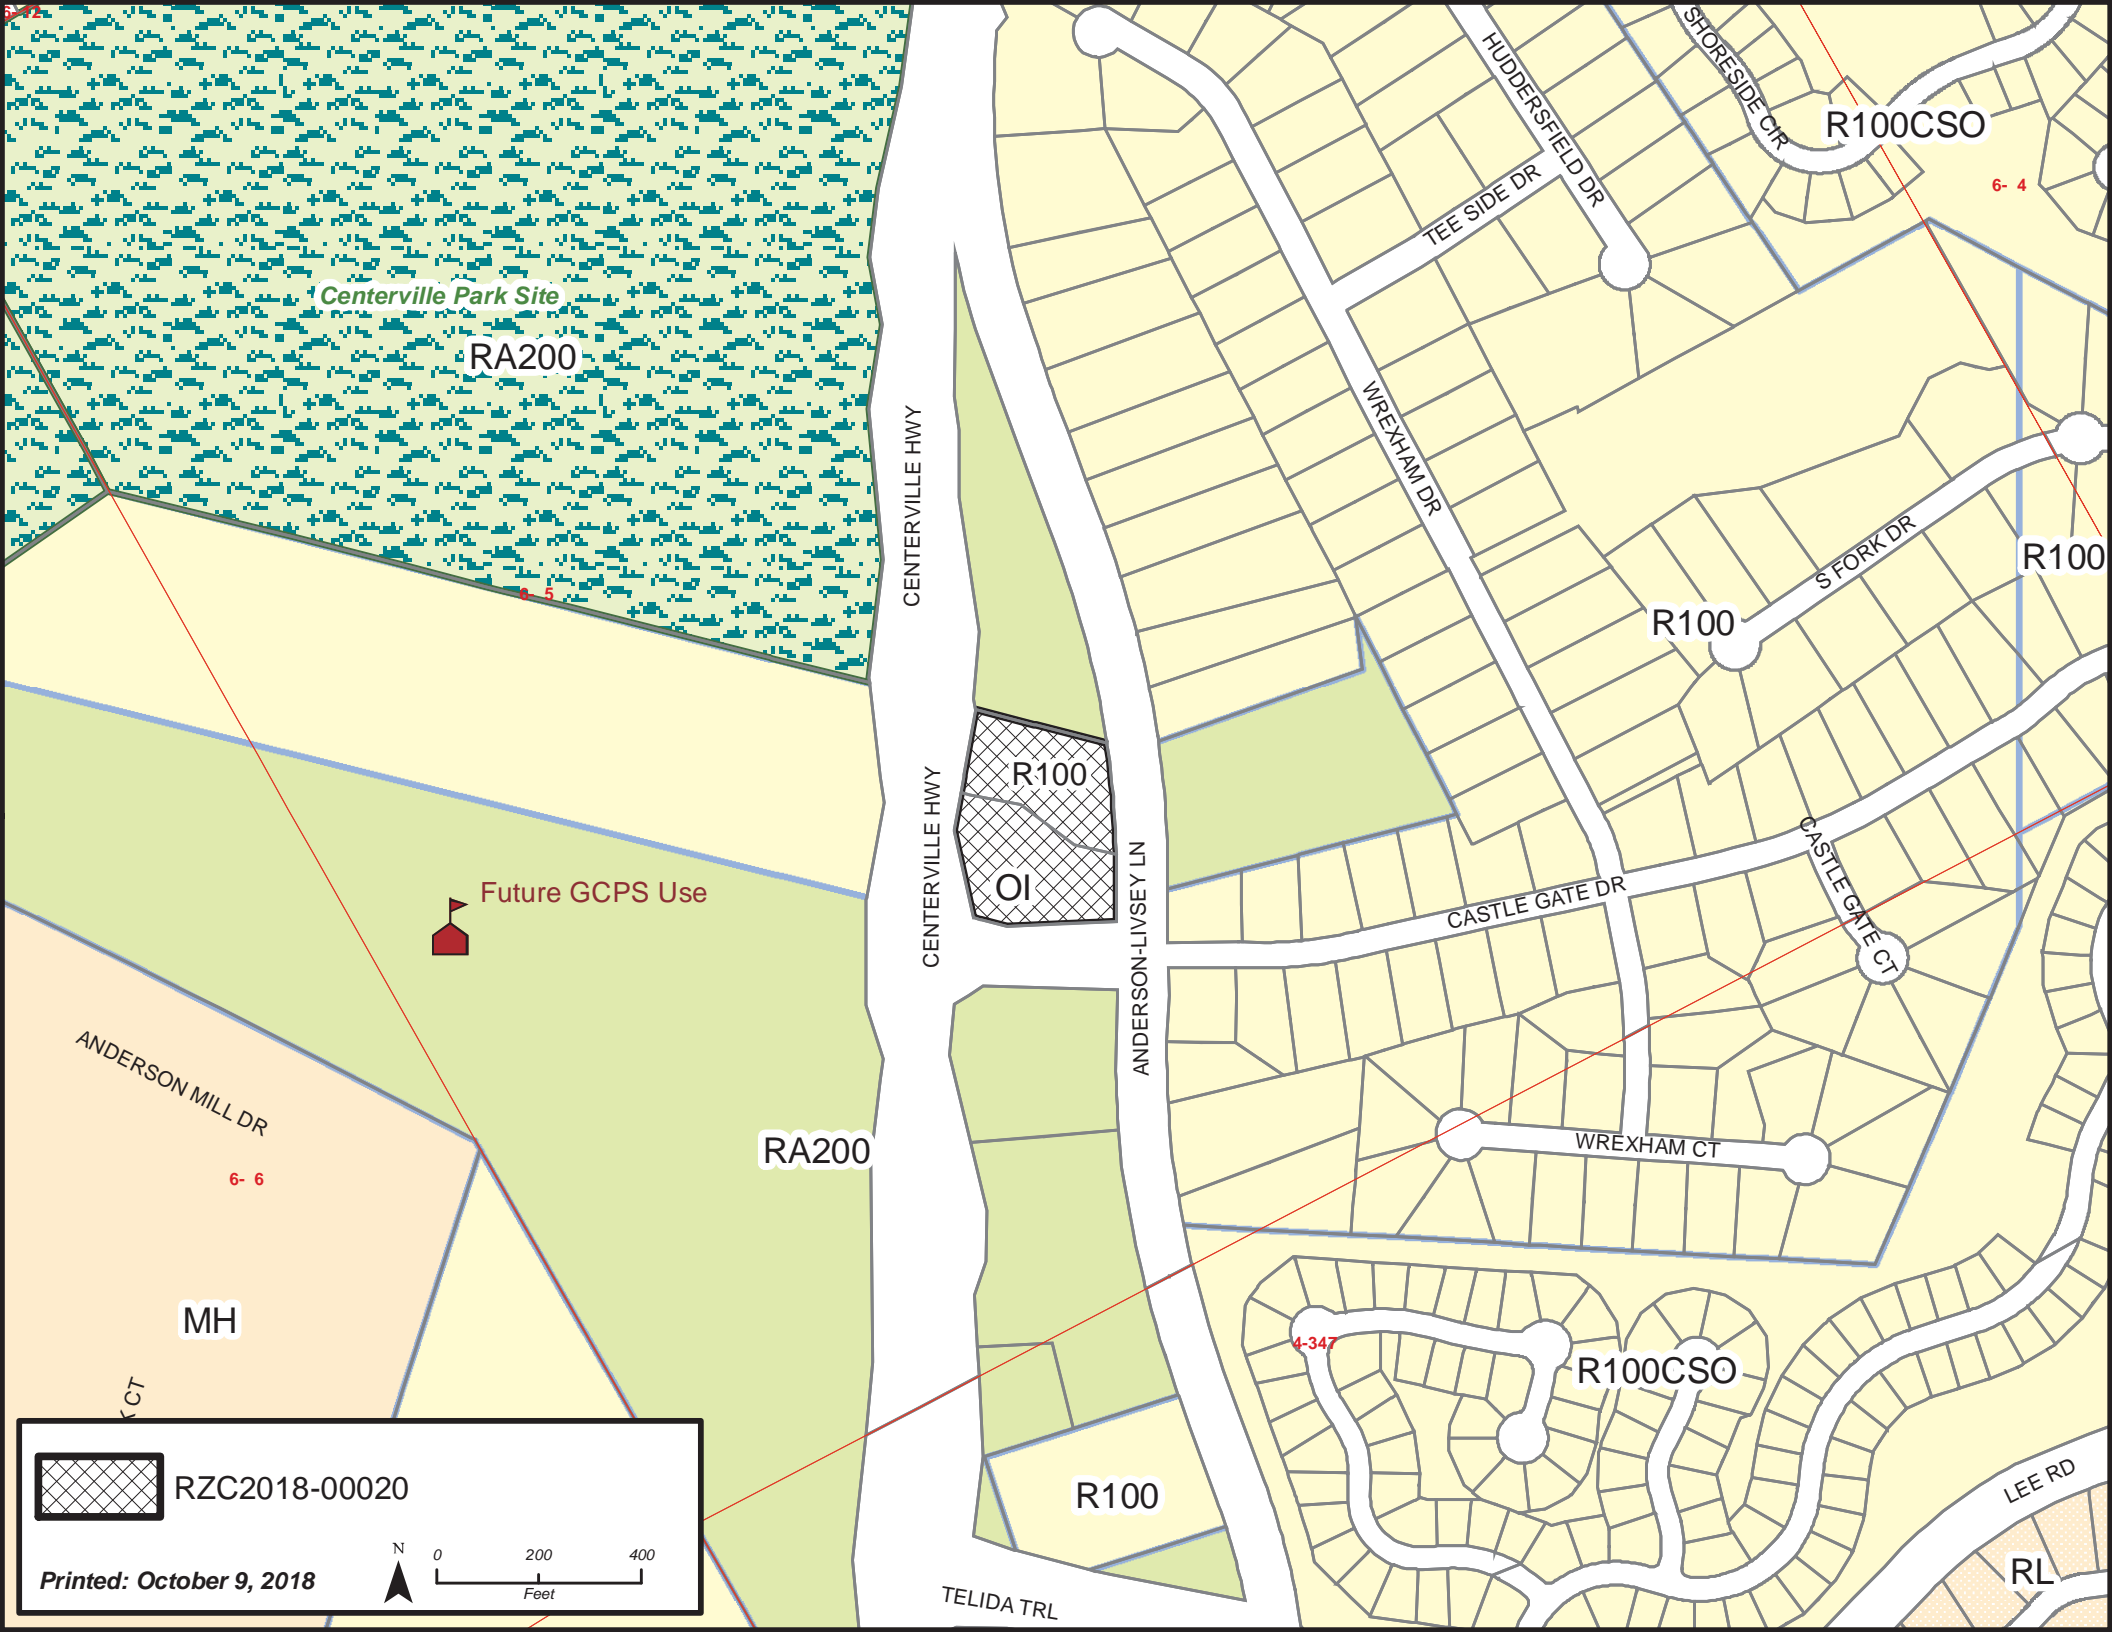 6- 12
SHORESIDE CIR
HUDDERSFIELD DR
R100CSO
6- 4
TEE SIDE DR
Centerville Park Site
RA200
CENTERVILLE HWY
WREXHAM DR
S FORK DR
R100
6- 5
R100
R100
CENTERVILLE HWY
CASTLE GATE CT
OI
Future GCPS Use
CASTLE GATE DR
ANDERSON-LIVSEY LN
ANDERSON MILL DR
RA200
WREXHAM CT
6- 6
MH
4-347
R100CSO
K CT
RZC2018-00020
R100
LEE RD
N
0 200 400
Feet
Printed: October 9, 2018
RL
TELIDA TRL